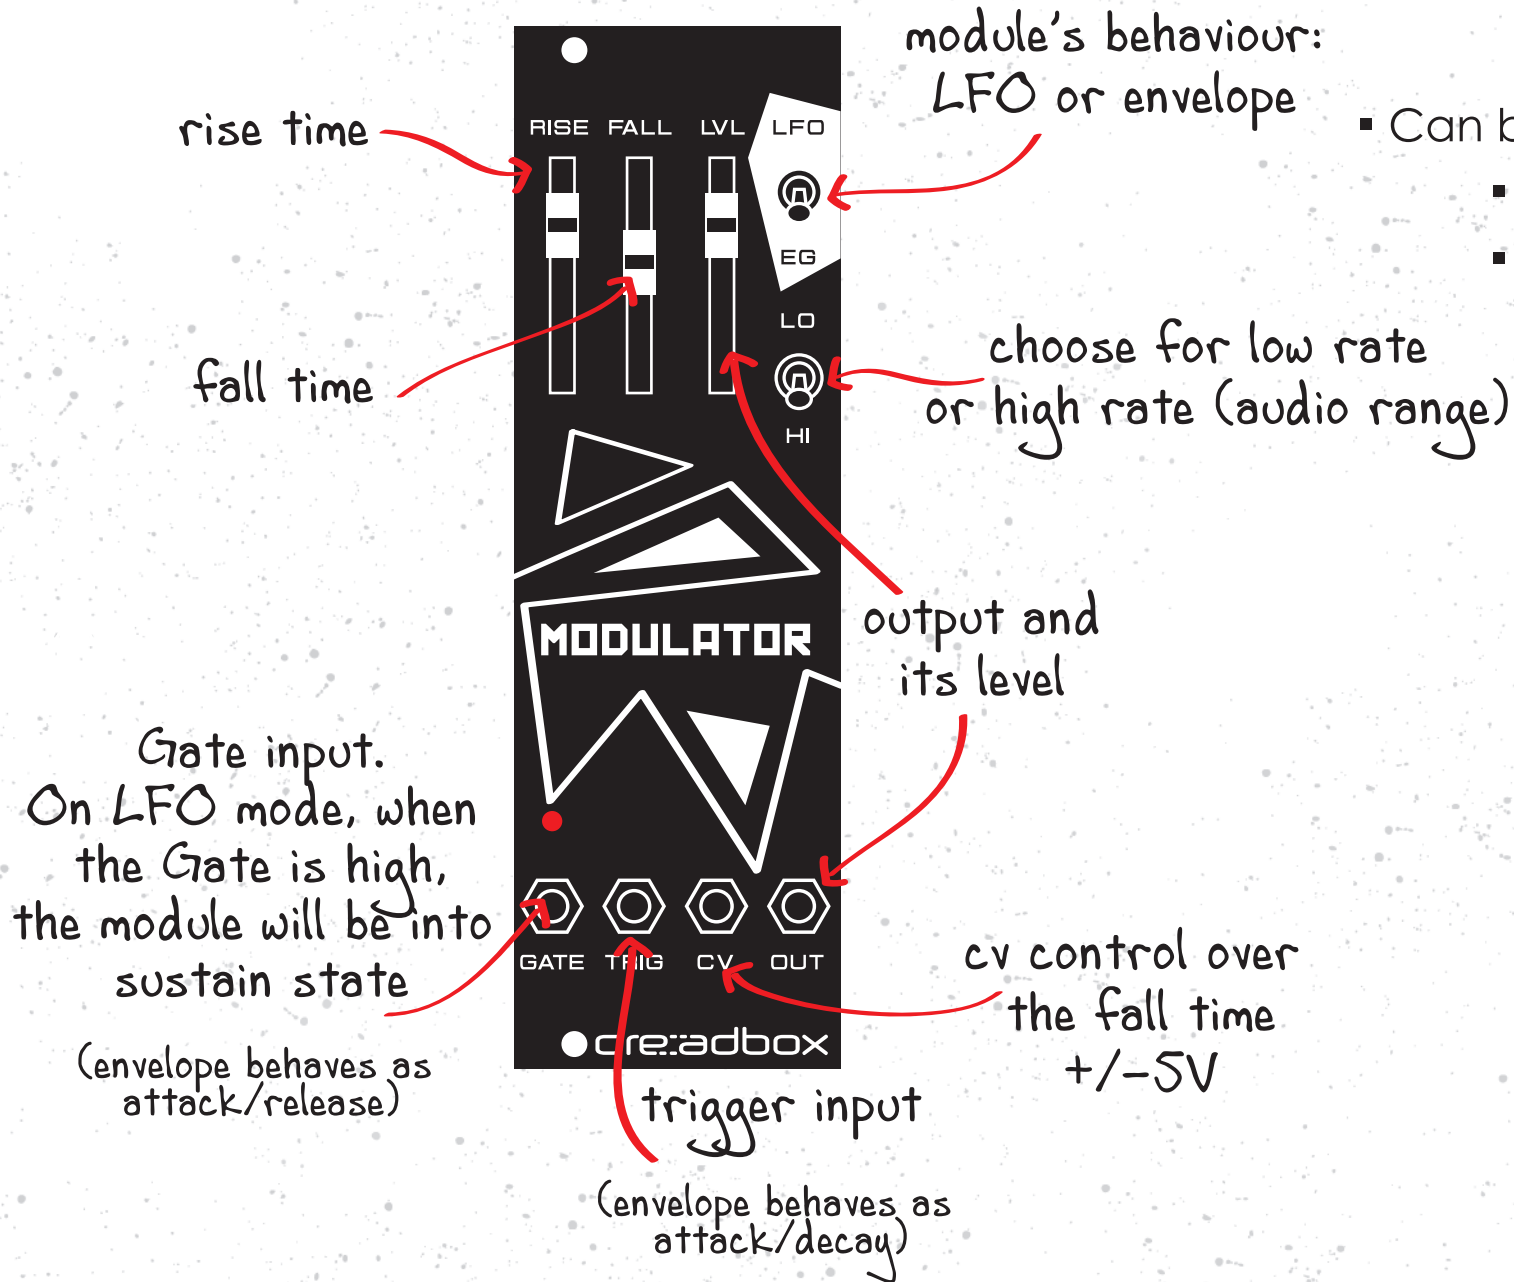 module's behaviour:
LFO or envelope
rise time
▪ Can b
RISE FALL LVL LFO
EG
LO
fall time
choose for low rate
or high rate (audio range)
HI
output and
its level
MODULATOR
Gate input.
On LFO mode, when
the Gate is high,
the module will be into
sustain state
(envelope behaves as
attack/release)
GATE TRIG CV OUT
cv control over
the fall time
+/-5V
cre:adbox
trigger input
(envelope behaves as
attack/decay)